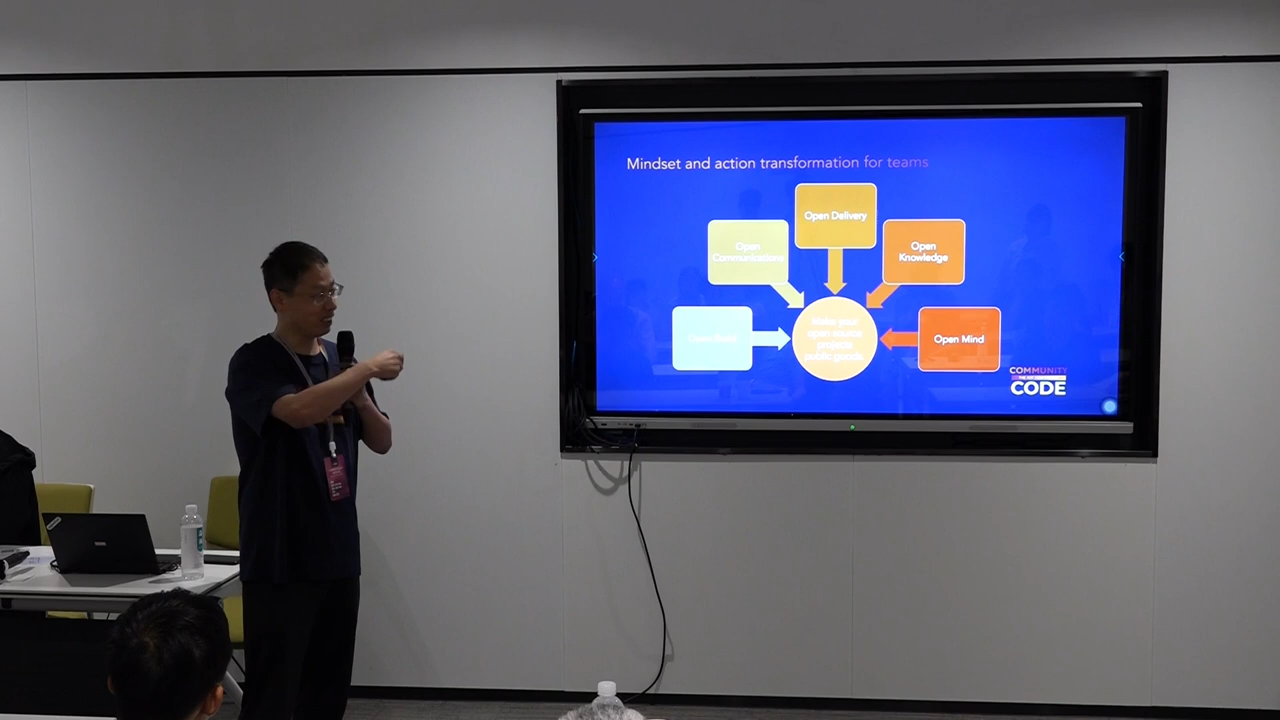 Mindset and action transformation for teams
Open Delivery
Open
Communications
Open
Knowledge
Make your
open source
projects
public goods.
Open Mind
COMMUNITY
CODE